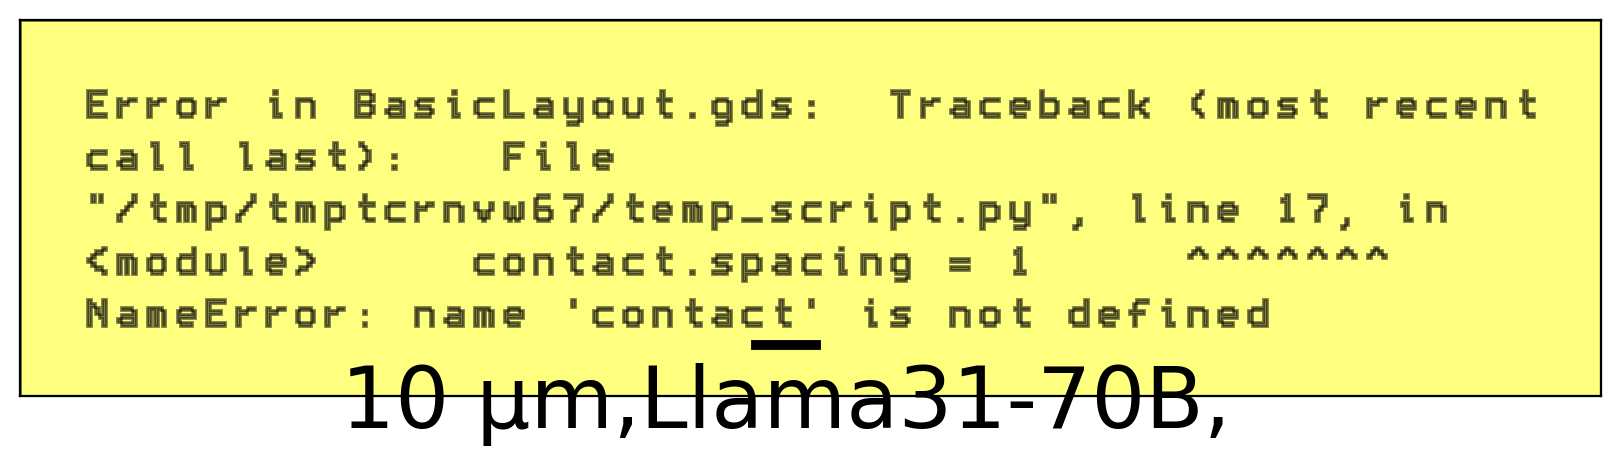 Error in BasicLayout.gds:  Traceback (most recent
call last):   File
"/tmp/tmptcrnvw67/temp_script.py", line 17, in
<module>     contact.spacing = 1     ^^^^^^^
NameError: name 'contact' is not defined
10 μm,Llama31-70B,